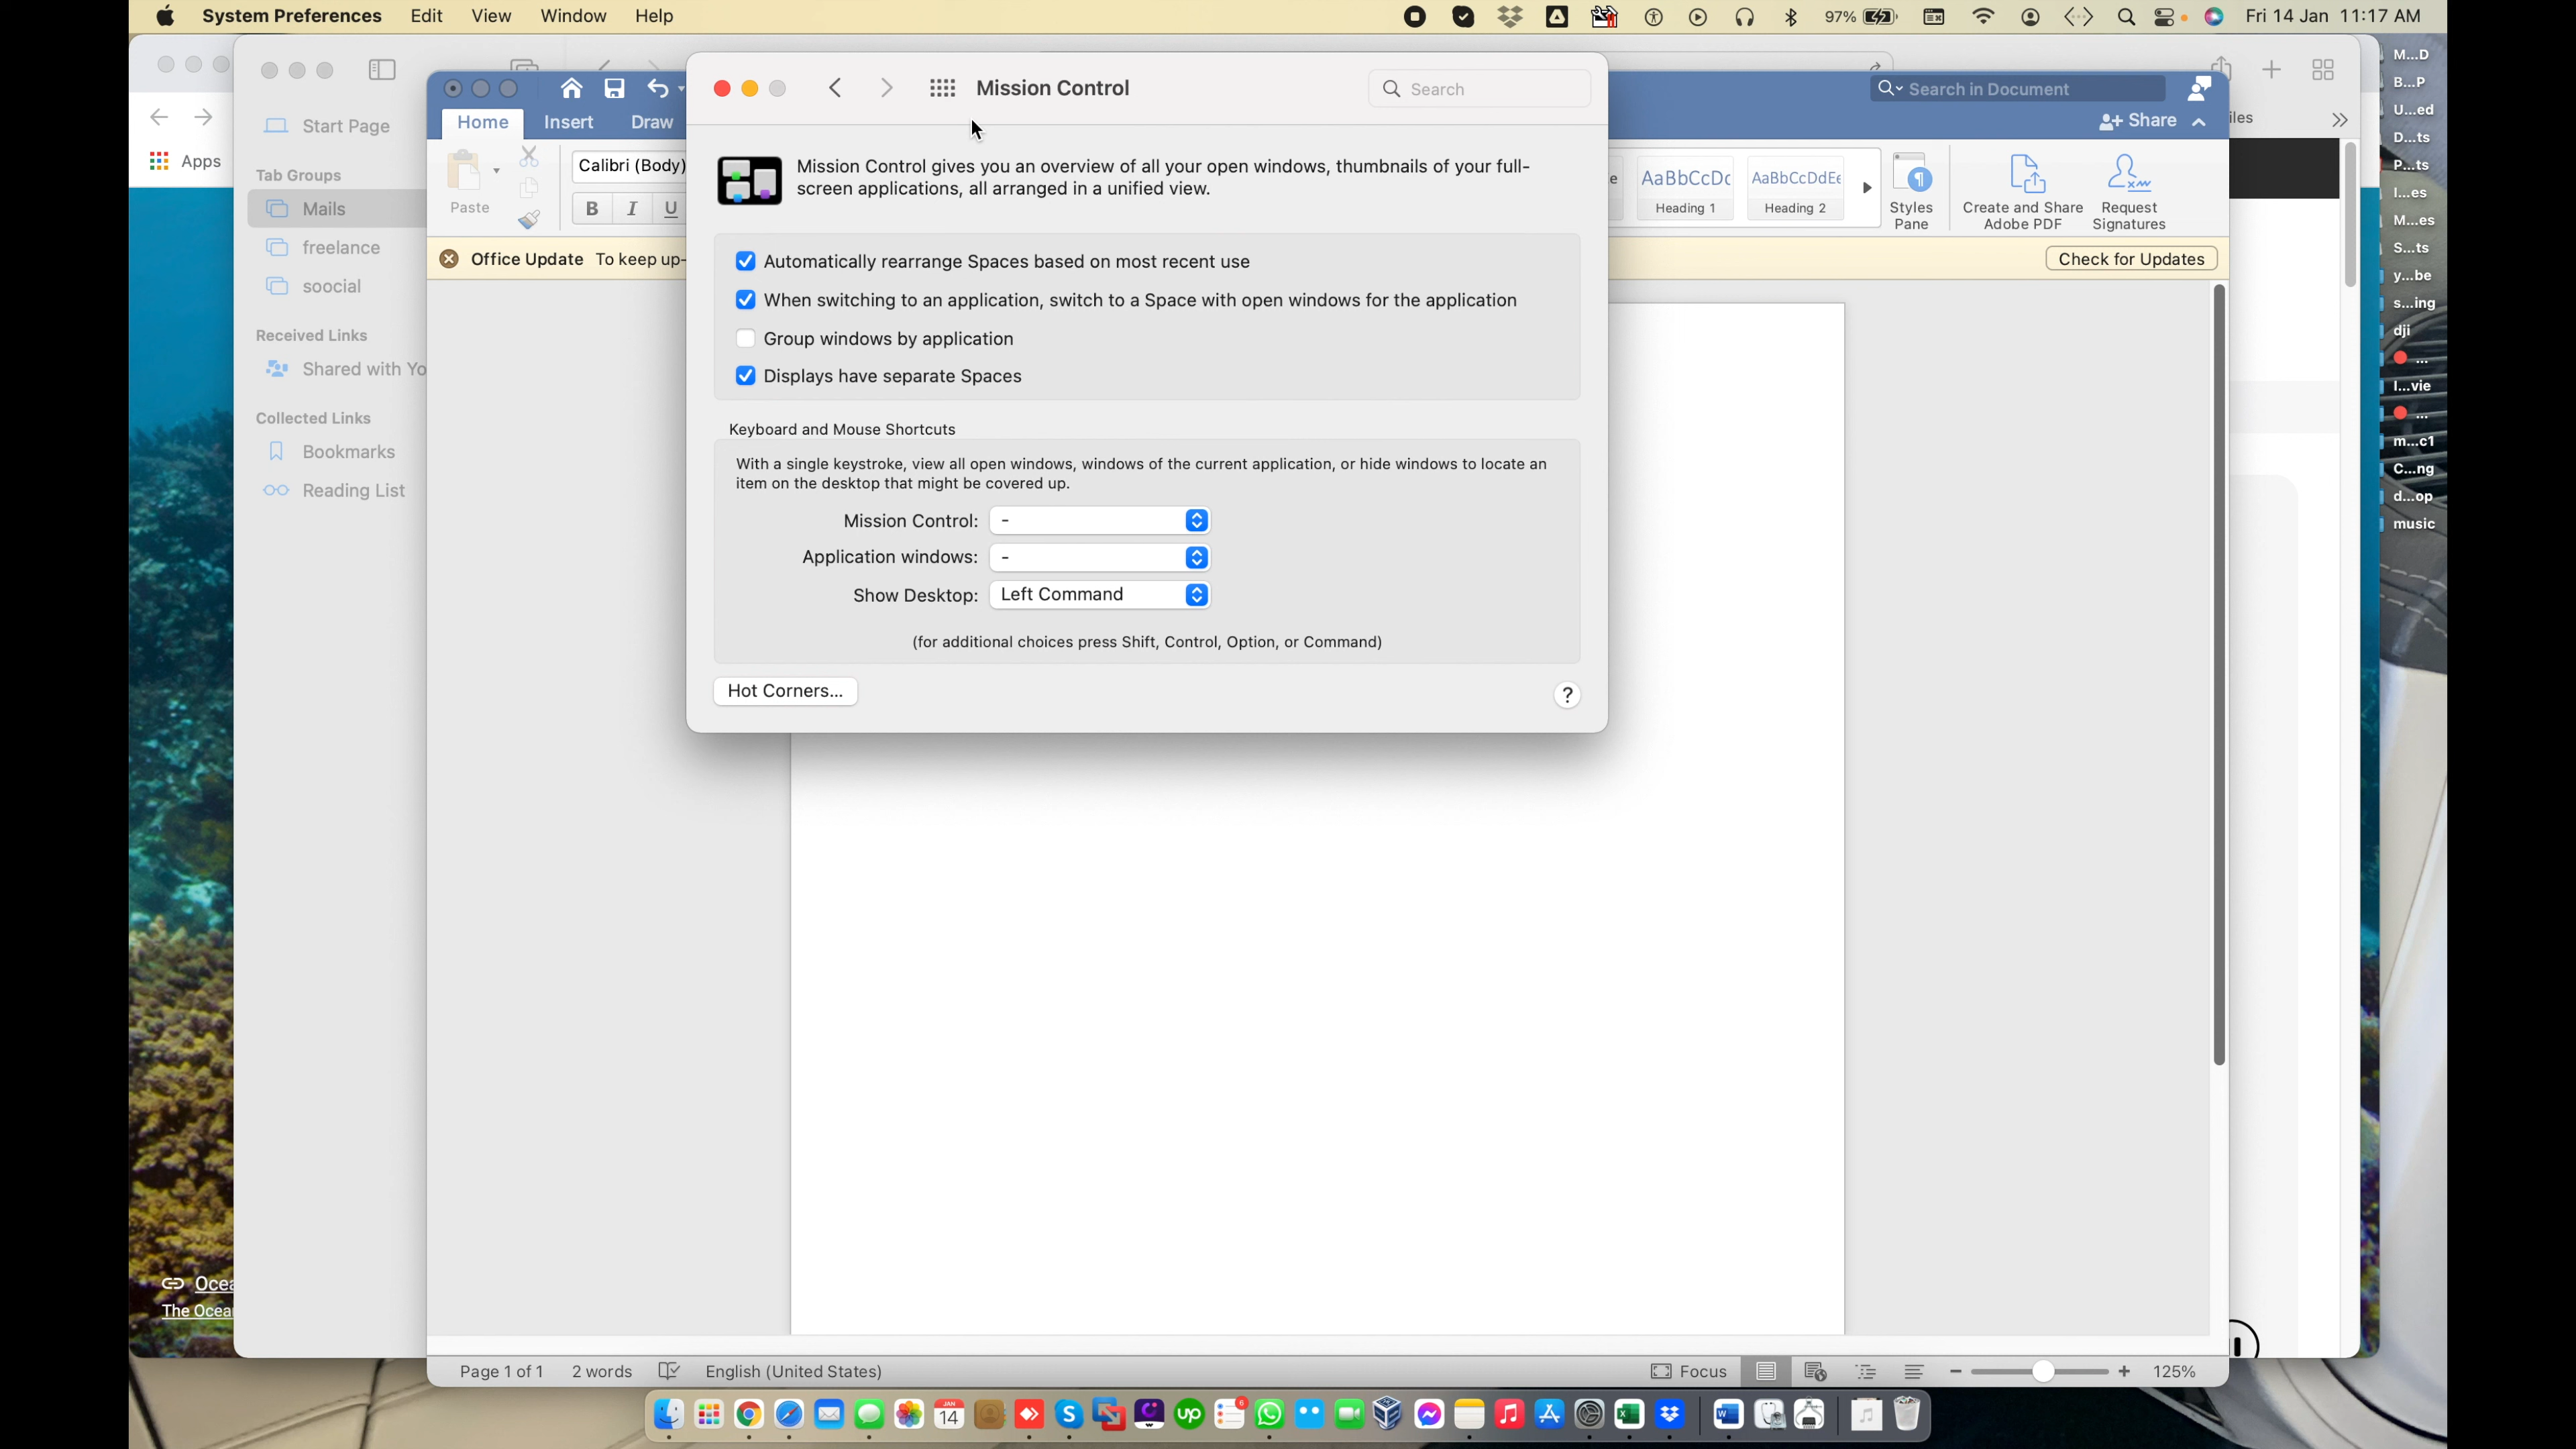 System Preferences Edit View Window Help
97% Fri 14 Jan 11:17 AM
Mission Control
Search
Mission Control gives you an overview of all your open windows, thumbnails of your full-
screen applications, all arranged in a unified view.
Automatically rearrange Spaces based on most recent use
When switching to an application, switch to a Space with open windows for the application
Group windows by application
Displays have separate Spaces
Keyboard and Mouse Shortcuts
With a single keystroke, view all open windows, windows of the current application, or hide windows to locate an
item on the desktop that might be covered up.
Mission Control: -
Application windows: -
Show Desktop: Left Command
(for additional choices press Shift, Control, Option, or Command)
Hot Corners...
?
Apps
Start Page
Tab Groups
Mails
freelance
soocial
Received Links
Shared with Yo
Collected Links
Bookmarks
Reading List
Home Insert Draw
Search in Document
Share
iles
Paste
Calibri (Body)
B I U
e
AaBbCcDc
Heading 1
AaBbCcDdEe
Heading 2
Styles
Pane
Create and Share
Adobe PDF
Request
Signatures
Office Update To keep up-
Check for Updates
M...D
B...P
U...ed
D...ts
P...ts
I...es
M...es
S...ts
y...be
s...ing
dji
...
I...vie
...
m...c1
C...ng
d...op
music
Ocea
The Ocea
Page 1 of 1 2 words English (United States) Focus 125%
JAN
14
up
6